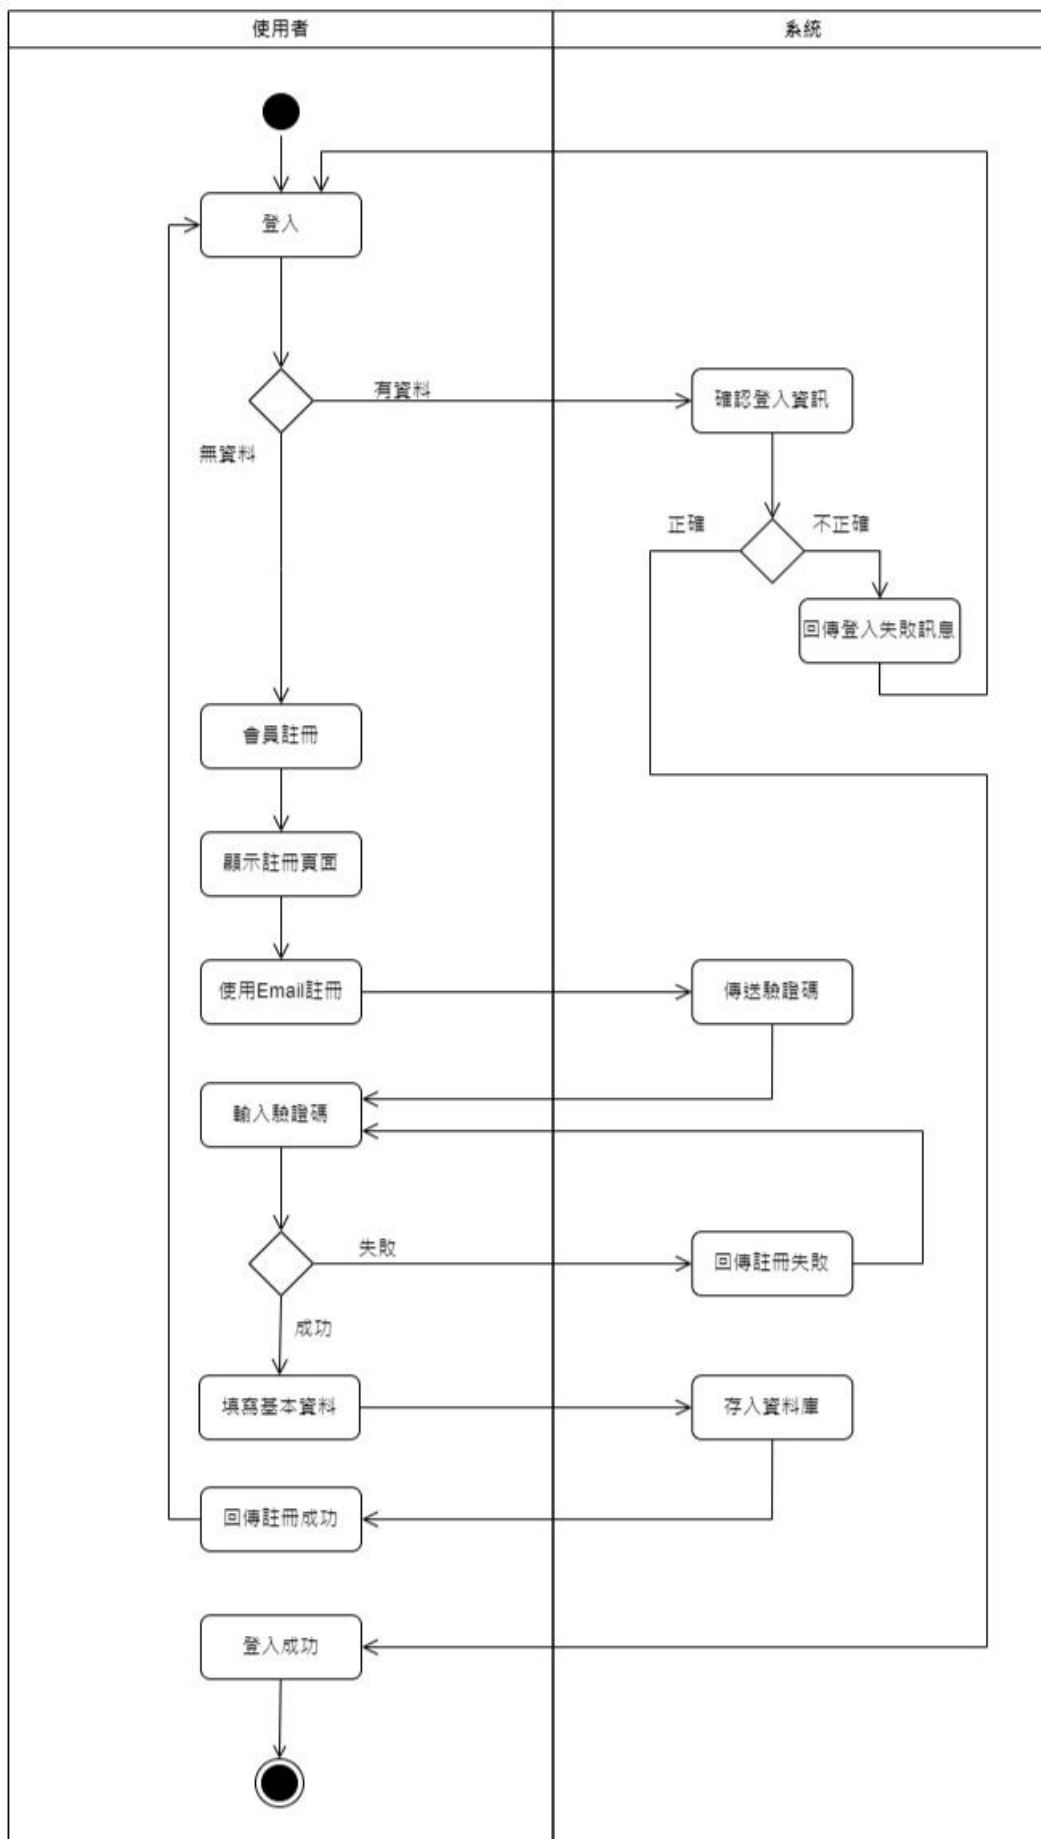 使用者
系統
登入
有資料
確認登入資訊
無資料
正確
不正確
回傳登入失敗訊息
會員註冊
顯示註冊頁面
使用Email註冊
傳送驗證碼
輸入驗證碼
失敗
回傳註冊失敗
成功
填寫基本資料
存入資料庫
回傳註冊成功
登入成功